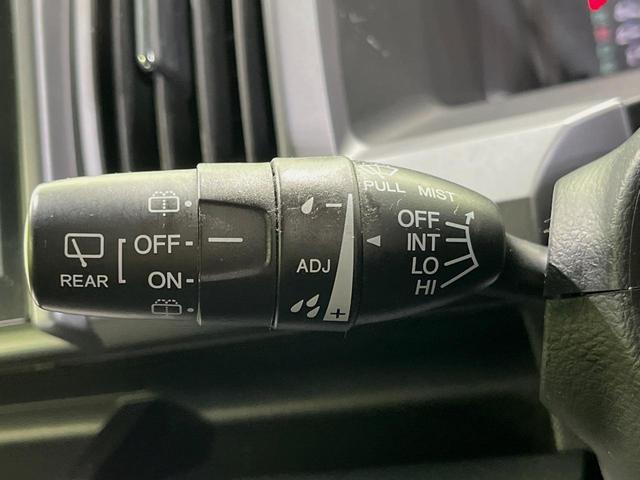 REAR
OFF
ON
ADJ
- 
+
PULL MIST
OFF
INT
LO
HI